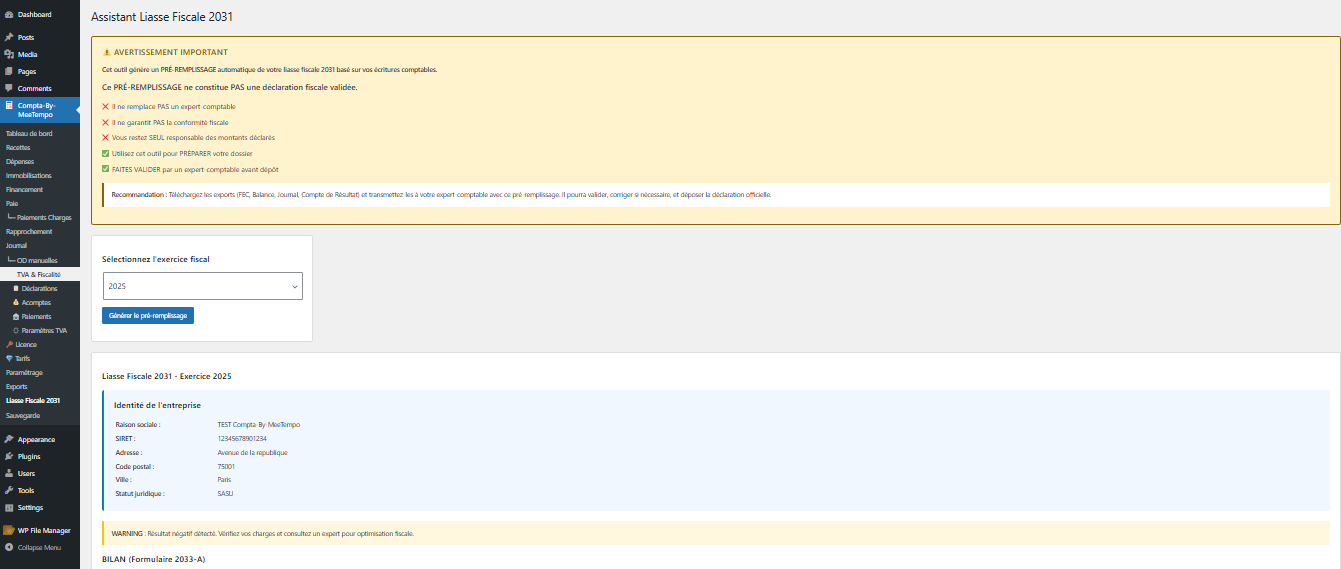 Dashboard
Posts
Media
Pages
Comments
Compta-By-
MeeTempo
Tableau de bord
Recettes
Dépenses
Immobilisations
Financement
Paie
Paiements Charges
Rapprochement
Journal
OD manuelles
TVA & Fiscalité
Déclarations
Acomptes
Paiements
Paramètres TVA
Licence
Tarifs
Paramétrage
Exports
Liasse Fiscale 2031
Sauvegarde
Appearance
Plugins
Users
Tools
Settings
WP File Manager
Collapse Menu
Assistant Liasse Fiscale 2031
AVERTISSEMENT IMPORTANT
Cet outil génère un PRÉ-REMPLISSAGE automatique de votre liasse fiscale 2031 basé sur vos écritures comptables.
Ce PRÉ-REMPLISSAGE ne constitue PAS une déclaration fiscale validée.
Il ne remplace PAS un expert-comptable
Il ne garantit PAS la conformité fiscale
Vous restez SEUL responsable des montants déclarés
Utilisez cet outil pour PRÉPARER votre dossier
FAITES VALIDER par un expert-comptable avant dépôt
Recommandation : Téléchargez les exports (FEC, Balance, Journal, Compte de Résultat) et transmettez-les à votre expert-comptable avec ce pré-remplissage. Il pourra valider, corriger si nécessaire, et déposer la déclaration officielle.
Sélectionnez l'exercice fiscal
2025
Générer le pré-remplissage
Liasse Fiscale 2031 - Exercice 2025
Identité de l'entreprise
Raison sociale : TEST Compta-By-MeeTempo
SIRET : 12345678901234
Adresse : Avenue de la republique
Code postal : 75001
Ville : Paris
Statut juridique : SASU
WARNING : Résultat négatif détecté. Vérifiez vos charges et consultez un expert pour optimisation fiscale.
BILAN (Formulaire 2033-A)